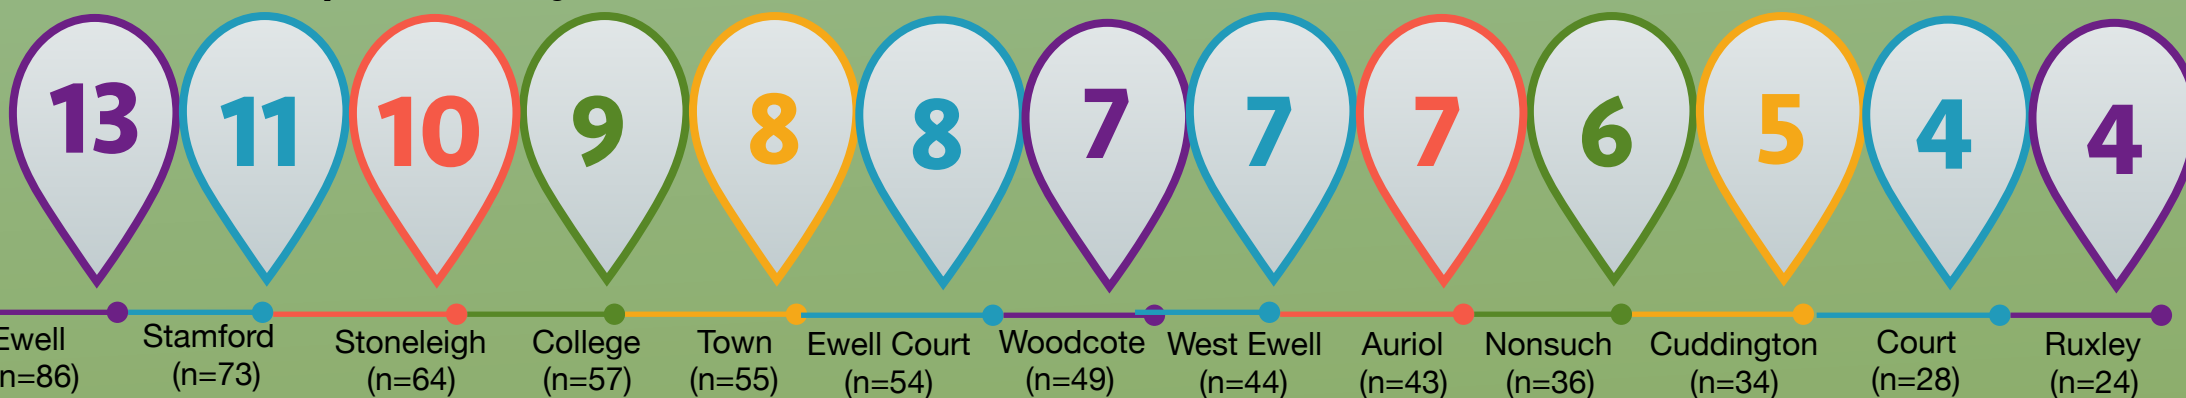 13 11 10 9 8 8 7 7 7 6 5 4 4
Ewell Stamford Stoneleigh College Town Ewell Court Woodcote West Ewell Auriol Nonsuch Cuddington Court Ruxley
n=86) (n=73) (n=64) (n=57) (n=55) (n=54) (n=49) (n=44) (n=43) (n=36) (n=34) (n=28) (n=24)